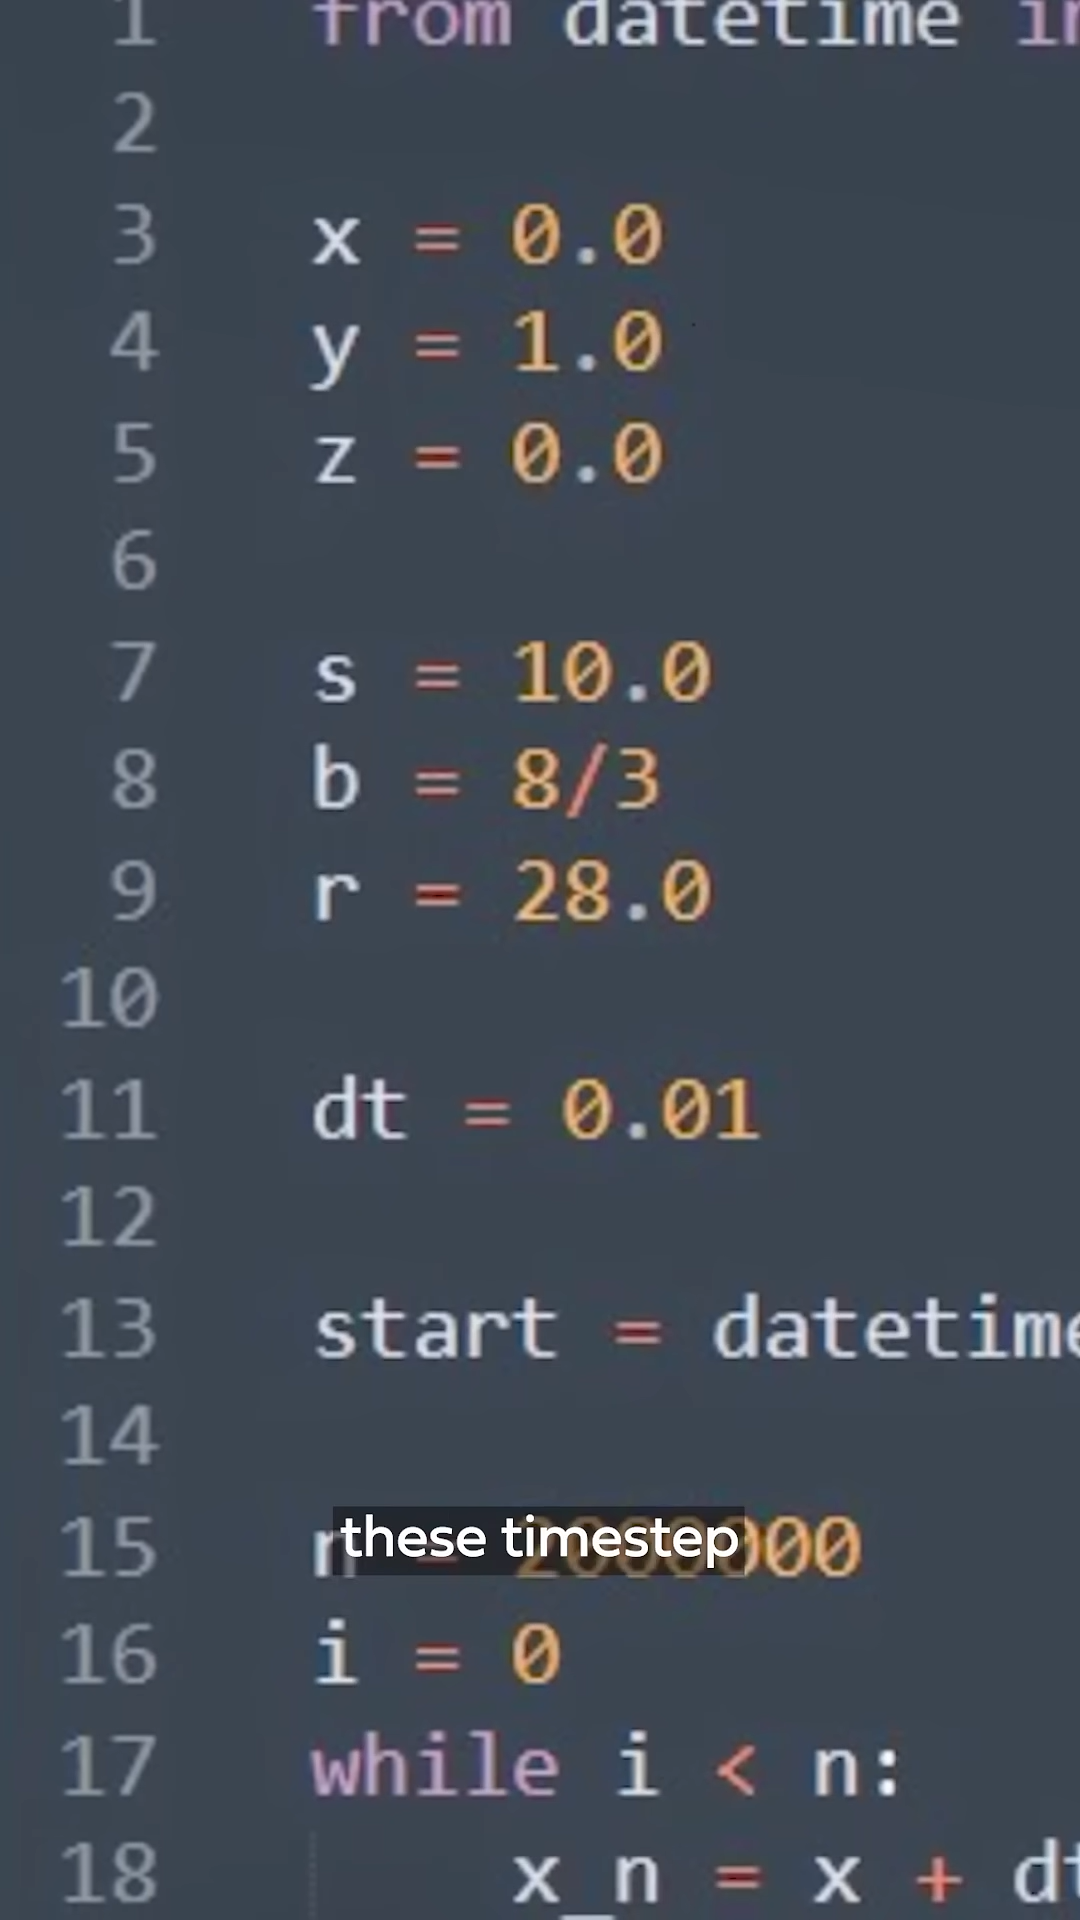 1 from datetime
2
3 x = 0.0
4 y = 1.0
5 z = 0.0
6
7 s = 10.0
8 b = 8/3
9 r = 28.0
10
11 dt = 0.01
12
13 start = datetime
14
15 n = 2000000
these timestep
16 i = 0
17 while i < n:
18 x_n = x + dt